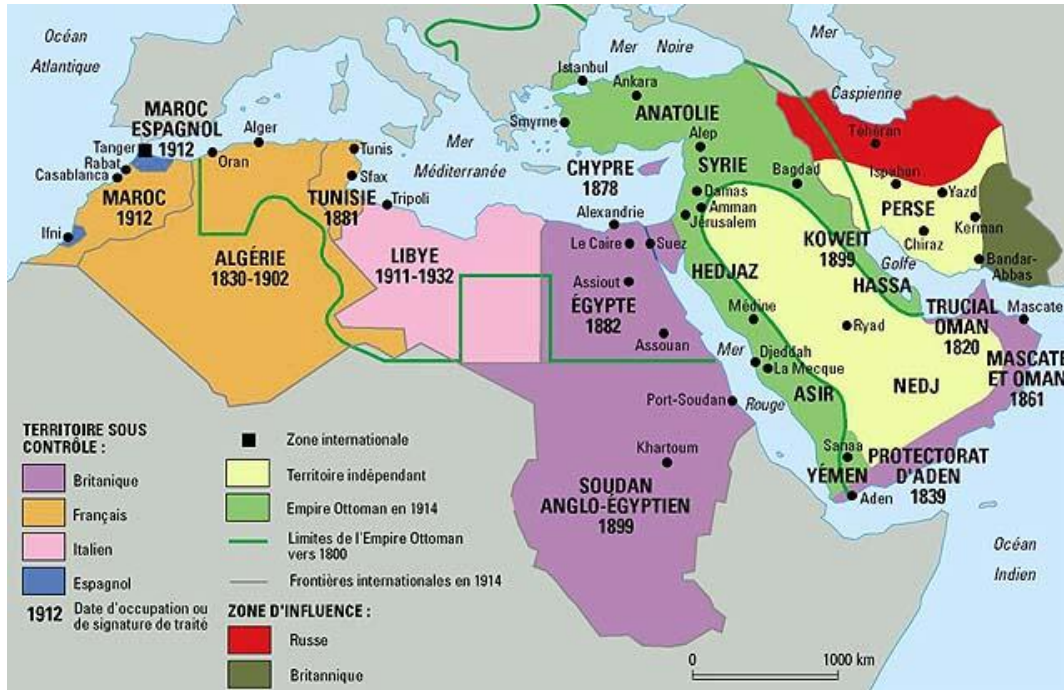 Océan
Atlantique
Mer Noire
Mer
Caspienne
Istanbul
Ankara
ANATOLIE
Smyrne
MAROC
ESPAGNOL
1912
Tanger
Rabat
Casablanca
MAROC
1912
Ifni
Alger
Oran
Tunis
Sfax
TUNISIE
1881
Tripoli
Mer
Méditerranée
CHYPRE
1878
Alep
SYRIE
Bagdad
Damas
Amman
Jérusalem
Téhéran
Ispahan
Yazd
PERSE
Kerman
Chiraz
Bandar-
Abbas
ALGÉRIE
1830-1902
LIBYE
1911-1932
Alexandrie
Le Caire
Suez
Assiout
ÉGYPTE
1882
Assouan
HEDJAZ
KOWEIT
1899
Golfe
HASSA
Médine
Ryad
TRUCIAL
OMAN
1820
Mascate
MASCATE
ET OMAN
1861
Mer
Rouge
Djeddah
La Mecque
ASIR
NEDJ
Port-Soudan
Khartoum
SOUDAN
ANGLO-ÉGYPTIEN
1899
Sanaa
YÉMEN
Aden
PROTECTORAT
D'ADEN
1839
Océan
Indien
TERRITOIRE SOUS
CONTRÔLE :
Britanique
Français
Italien
Espagnol
1912 Date d'occupation ou
de signature de traité
Zone internationale
Territoire indépendant
Empire Ottoman en 1914
Limites de l'Empire Ottoman
vers 1800
Frontières internationales en 1914
ZONE D'INFLUENCE :
Russe
Britannique
0 1000 km